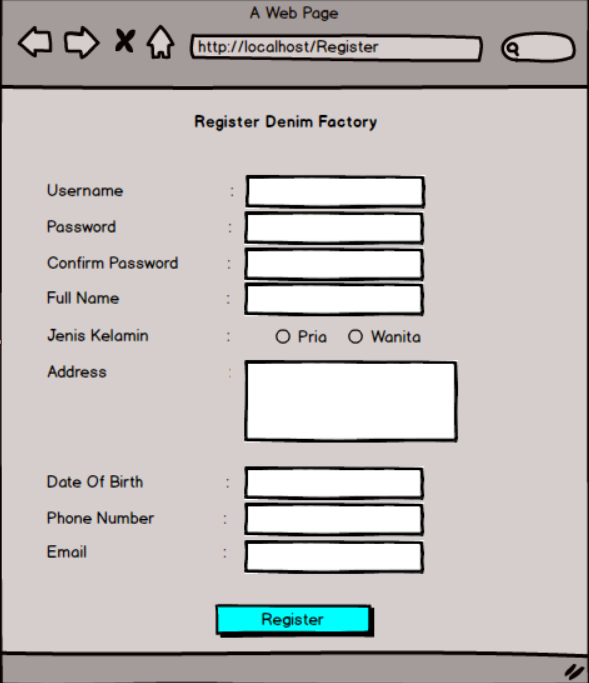 A Web Page
http://localhost/Register
Register Denim Factory
Username :
Password :
Confirm Password :
Full Name :
Jenis Kelamin : Pria Wanita
Address :
Date Of Birth :
Phone Number :
Email :
Register